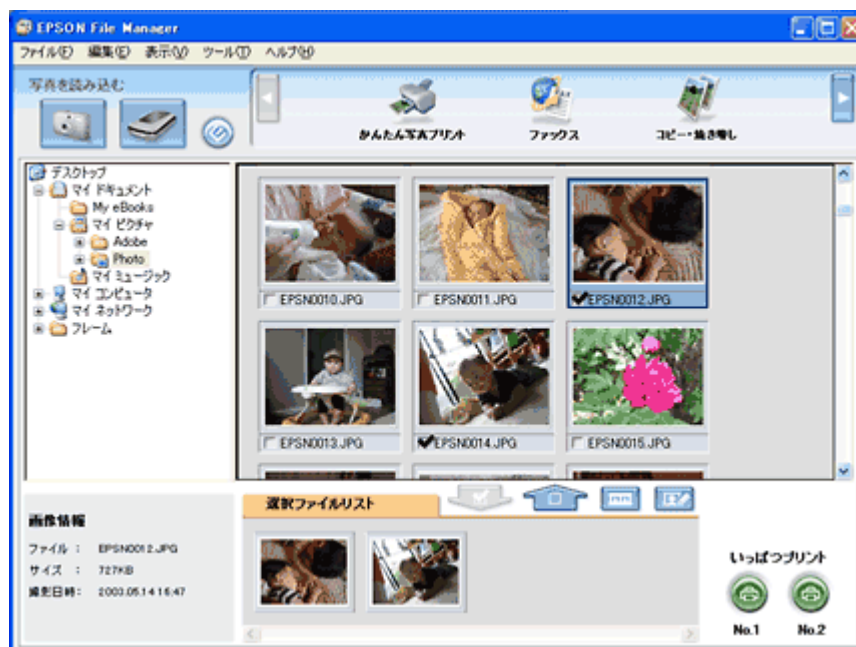 EPSON File Manager
ファイル(F) 編集(E) 表示(V) ツール(T) ヘルプ(H)
写真を読み込む
かんたん写真プリント ファックス コピー・焼き増し
デスクトップ
マイ ドキュメント
My eBooks
マイ ピクチャ
Adobe
Photo
マイ ミュージック
マイ コンピュータ
マイ ネットワーク
フレーム
EPSN0010.JPG EPSN0011.JPG EPSN0012.JPG
EPSN0013.JPG EPSN0014.JPG EPSN0015.JPG
選択ファイルリスト
画像情報
ファイル : EPSN0012.JPG
サイズ : 727KB
撮影日時: 2003.05.14 16:47
いっぱつプリント
No.1 No.2